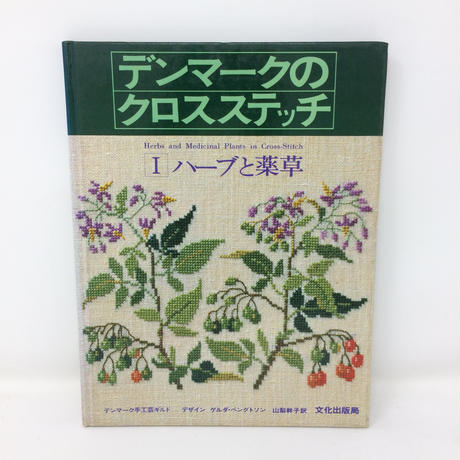 デンマークの
クロスステッチ
Herbs and Medicinal Plants in Cross-Stitch
I ハーブと薬草
デンマーク手工芸ギルド デザイン ゲルダ・ベングトソン 山梨幹子訳 文化出版局